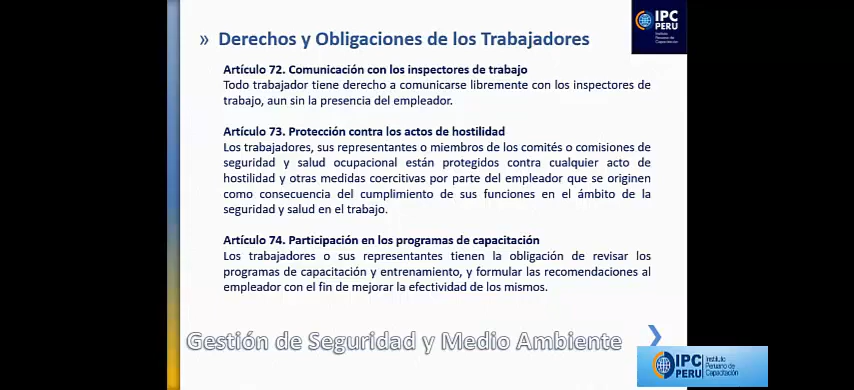 IPC
PERU
Instituto
Peruano de
Capacitación
» Derechos y Obligaciones de los Trabajadores
Artículo 72. Comunicación con los inspectores de trabajo
Todo trabajador tiene derecho a comunicarse libremente con los inspectores de
trabajo, aun sin la presencia del empleador.
Artículo 73. Protección contra los actos de hostilidad
Los trabajadores, sus representantes o miembros de los comités o comisiones de
seguridad y salud ocupacional están protegidos contra cualquier acto de
hostilidad y otras medidas coercitivas por parte del empleador que se originen
como consecuencia del cumplimiento de sus funciones en el ámbito de la
seguridad y salud en el trabajo.
Artículo 74. Participación en los programas de capacitación
Los trabajadores o sus representantes tienen la obligación de revisar los
programas de capacitación y entrenamiento, y formular las recomendaciones al
empleador con el fin de mejorar la efectividad de los mismos.
Gestión de Seguridad y Medio Ambiente
IPC
PERU
Instituto
Peruano de
Capacitación